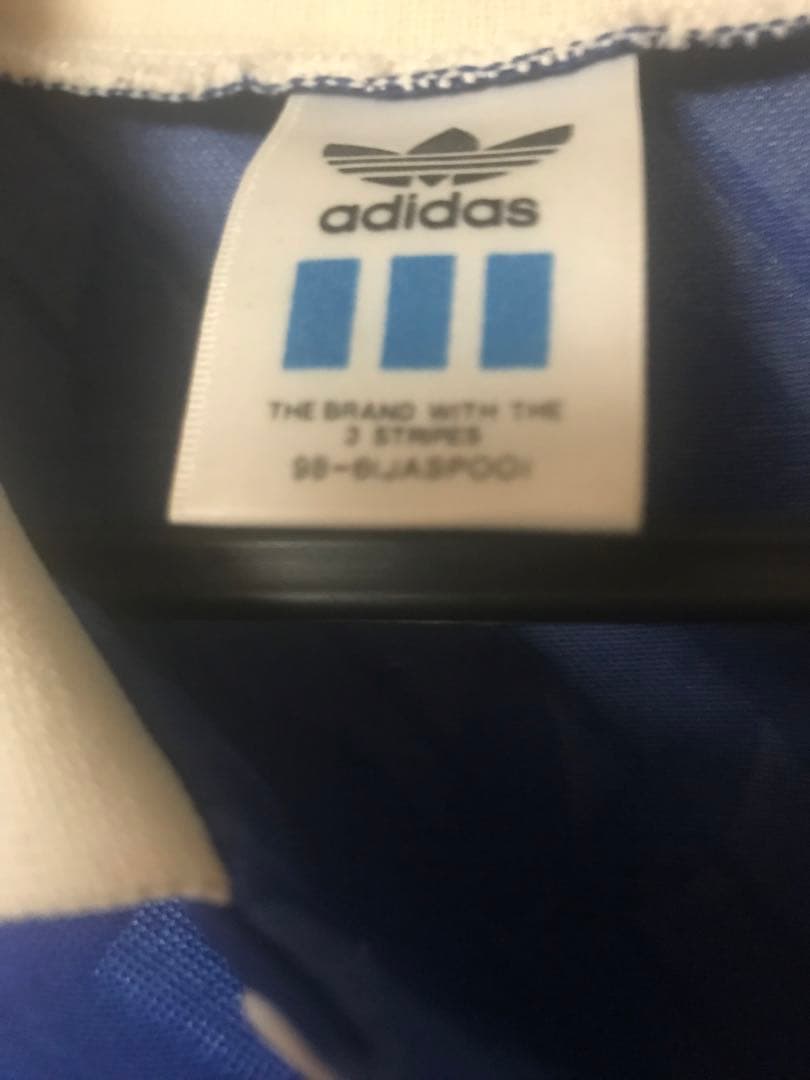 adidas
THE BRAND WITH THE
3 STRIPES